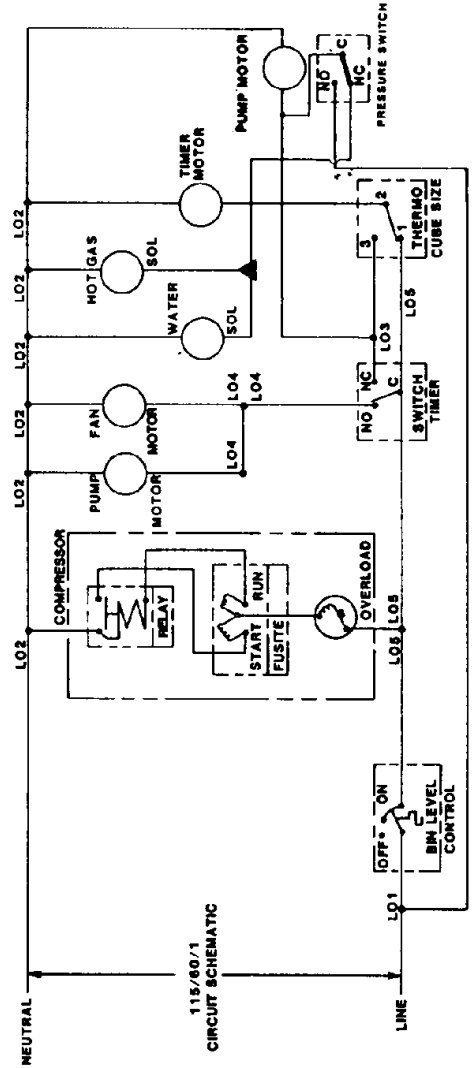 NEUTRAL
115/60/1
CIRCUIT SCHEMATIC
LINE
LO2
LO2
LO2
LO2
LO2
LO2
COMPRESSOR
RELAY
START
RUN
FUSITE
OVERLOAD
PUMP
MOTOR
FAN
MOTOR
WATER
SOL
HOT GAS
SOL
TIMER
MOTOR
PUMP MOTOR
NO
C
NC
PRESSURE SWITCH
LO4
LO4
LO4
LO1
OFF
ON
BIN LEVEL
CONTROL
LO5
LO5
NO
NC
C
SWITCH
TIMER
LO3
LO5
3
2
1
THERMO
CUBE SIZE